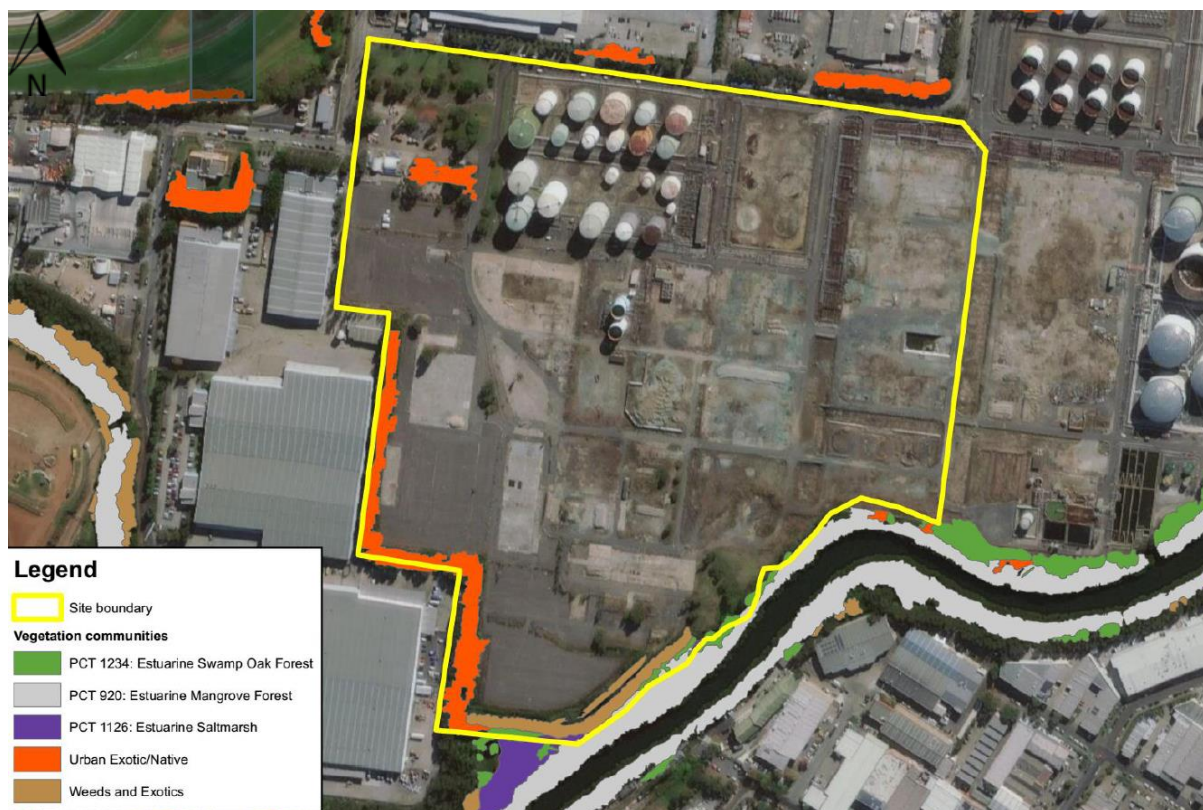 N
Legend
Site boundary
Vegetation communities
PCT 1234: Estuarine Swamp Oak Forest
PCT 920: Estuarine Mangrove Forest
PCT 1126: Estuarine Saltmarsh
Urban Exotic/Native
Weeds and Exotics